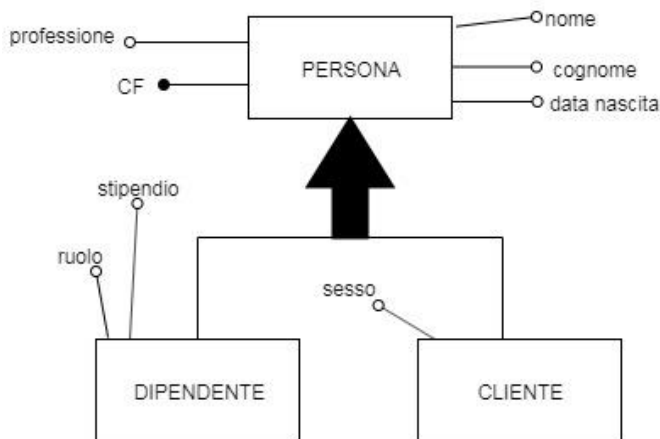 nome
professione
PERSONA
cognome
CF
data nascita
stipendio
ruolo
sesso
DIPENDENTE
CLIENTE